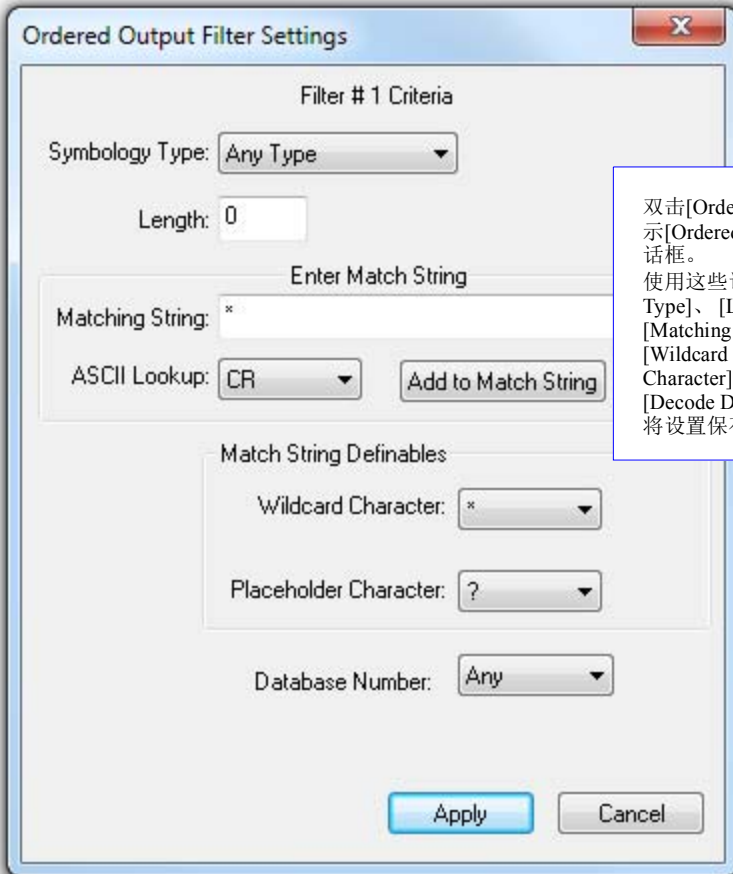 Ordered Output Filter Settings
Filter # 1 Criteria
Symbology Type: Any Type
Length: 0
Enter Match String
Matching String: *
ASCII Lookup: CR Add to Match String
Match String Definables
Wildcard Character: *
Placeholder Character: ?
Database Number: Any
Apply Cancel
双击[Orde
示[Ordered
话框。
使用这些
Type]、 [L
[Matching
[Wildcard
Character]
[Decode D
将设置保